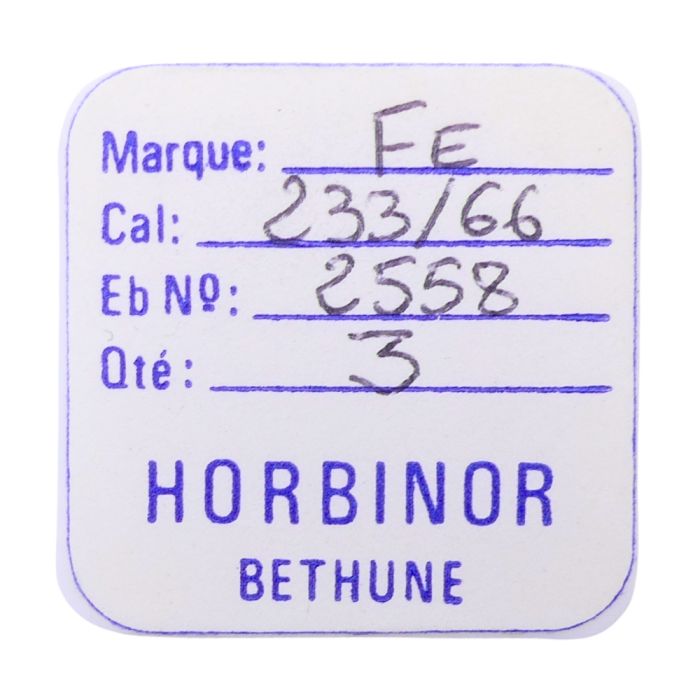 Marque: FE
Cal: 233/66
Eb Nº: 2558
Qté: 3
HORBINOR
BETHUNE